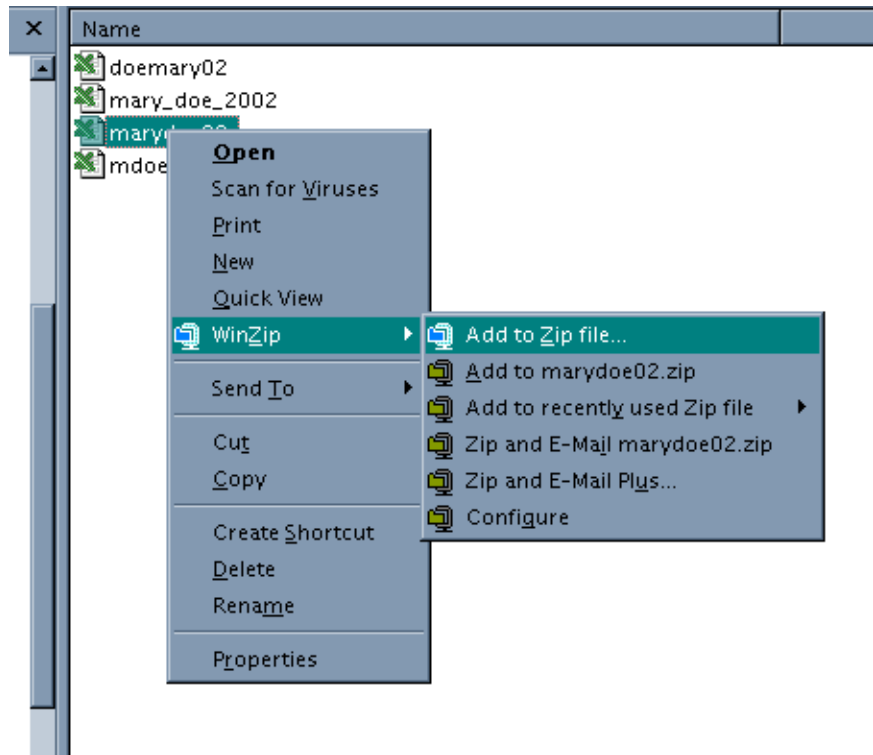 Name
doemary02
mary_doe_2002
mdoe
Open
Scan for Viruses
Print
New
Quick View
WinZip
Send To
Cut
Copy
Create Shortcut
Delete
Rename
Properties
Add to Zip file...
Add to marydoe02.zip
Add to recently used Zip file
Zip and E-Mail marydoe02.zip
Zip and E-Mail Plus...
Configure